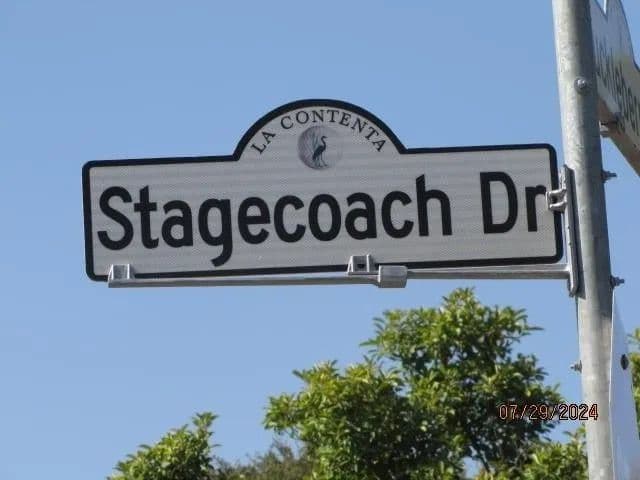 LA CONTENTA
Stagecoach Dr
07/29/2024